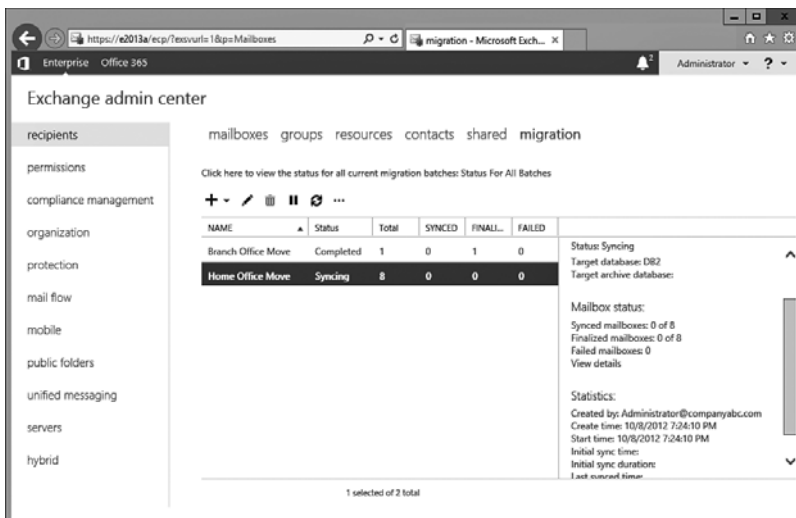 https://e2013a/ecp/?exsvurl=1&p=Mailboxes
migration - Microsoft Exch...
Enterprise Office 365
2
Administrator
?
Exchange admin center
recipients
permissions
compliance management
organization
protection
mail flow
mobile
public folders
unified messaging
servers
hybrid
mailboxes groups resources contacts shared migration
Click here to view the status for all current migration batches: Status For All Batches
NAME Status Total SYNCED FINALI... FAILED
Branch Office Move Completed 1 0 1 0
Home Office Move Syncing 8 0 0 0
Status: Syncing
Target database: DB2
Target archive database:
Mailbox status:
Synced mailboxes: 0 of 8
Finalized mailboxes: 0 of 8
Failed mailboxes: 0
View details
Statistics:
Created by: Administrator@companyabc.com
Create time: 10/8/2012 7:24:10 PM
Start time: 10/8/2012 7:24:10 PM
Initial sync time:
Initial sync duration:
Last synced time:
1 selected of 2 total